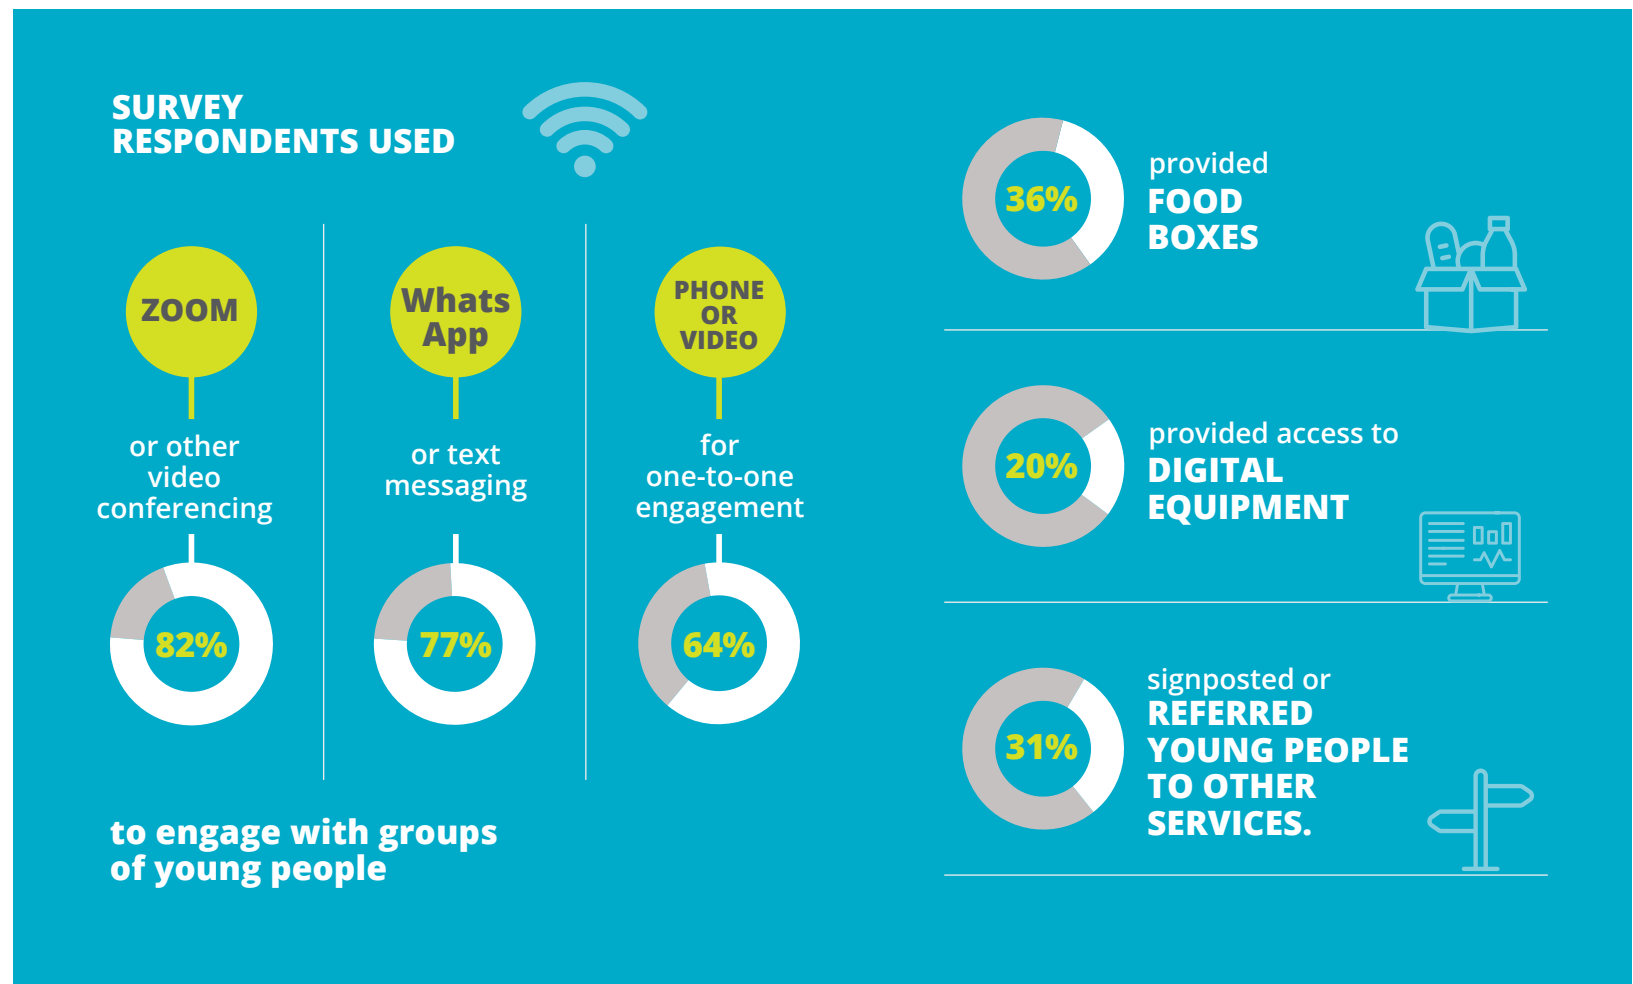 SURVEY
RESPONDENTS USED
ZOOM
or other
video
conferencing
82%
Whats
App
or text
messaging
77%
PHONE
OR
VIDEO
for
one-to-one
engagement
64%
to engage with groups
of young people
36%
provided
FOOD
BOXES
20%
provided access to
DIGITAL
EQUIPMENT
31%
signposted or
REFERRED
YOUNG PEOPLE
TO OTHER
SERVICES.